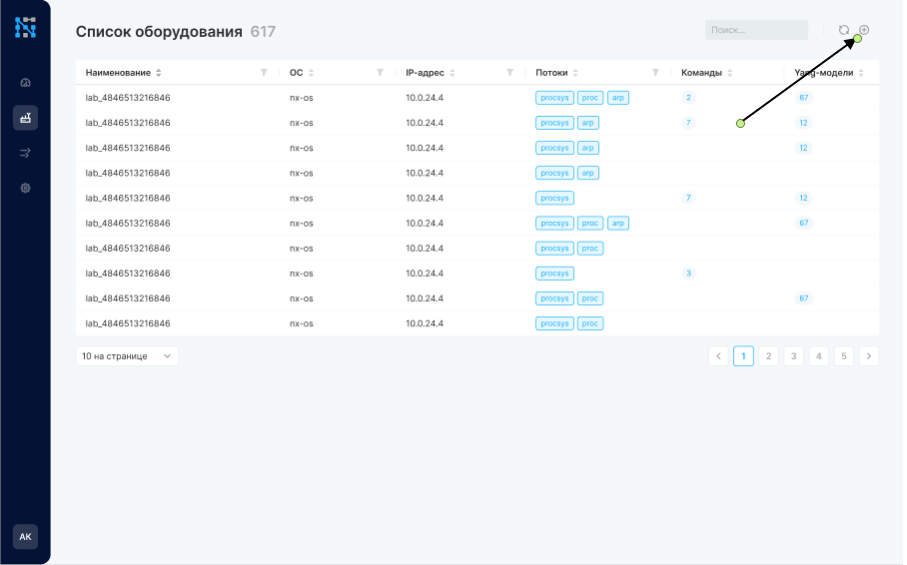 Список оборудования 617
Поиск...
Наименование ОС IP-адрес Потоки Команды Yang-модели
lab_4846513216846 nx-os 10.0.24.4 procsys proc arp 2 67
lab_4846513216846 nx-os 10.0.24.4 procsys arp 7 12
lab_4846513216846 nx-os 10.0.24.4 procsys arp 12
lab_4846513216846 nx-os 10.0.24.4 procsys arp
lab_4846513216846 nx-os 10.0.24.4 procsys 7 12
lab_4846513216846 nx-os 10.0.24.4 procsys proc arp 67
lab_4846513216846 nx-os 10.0.24.4 procsys proc
lab_4846513216846 nx-os 10.0.24.4 procsys 3
lab_4846513216846 nx-os 10.0.24.4 procsys proc 67
lab_4846513216846 nx-os 10.0.24.4 procsys proc
10 на странице 1 2 3 4 5
АК